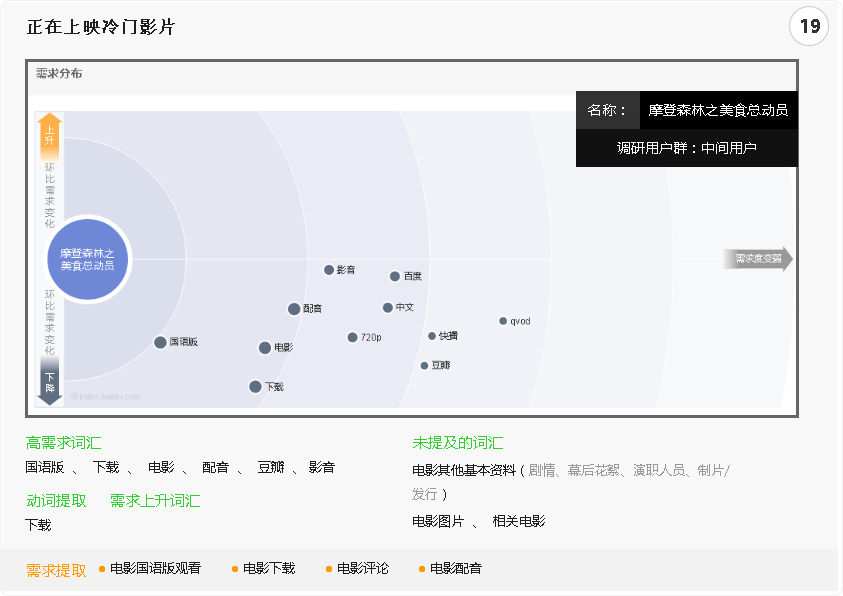 正在上映冷门影片
19
需求分布
名称：
摩登森林之美食总动员
调研用户群：中间用户
上升
环比需求变化
摩登森林之
美食总动员
需求度变弱
影音
百度
配音
中文
qvod
国语版
电影
720p
快播
豆瓣
下载
环比需求变化
下降
©index.baidu.com
高需求词汇
国语版 、 下载 、 电影 、 配音 、 豆瓣 、 影音
动词提取 需求上升词汇
下载
未提及的词汇
电影其他基本资料（剧情、幕后花絮、演职人员、制片/
发行）
电影图片 、 相关电影
需求提取 • 电影国语版观看 • 电影下载 • 电影评论 • 电影配音